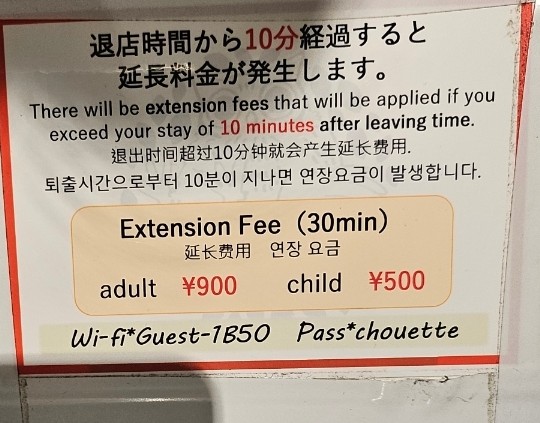 退店時間から10分経過すると
延長料金が発生します。
There will be extension fees that will be applied if you
exceed your stay of 10 minutes after leaving time.
退出时间超过10分钟就会产生延长费用.
퇴출시간으로부터 10분이 지나면 연장요금이 발생합니다.
Extension Fee（30min）
延长费用 연장 요금
adult ¥900 child ¥500
Wi-fi*Guest-1B50 Pass*chouette